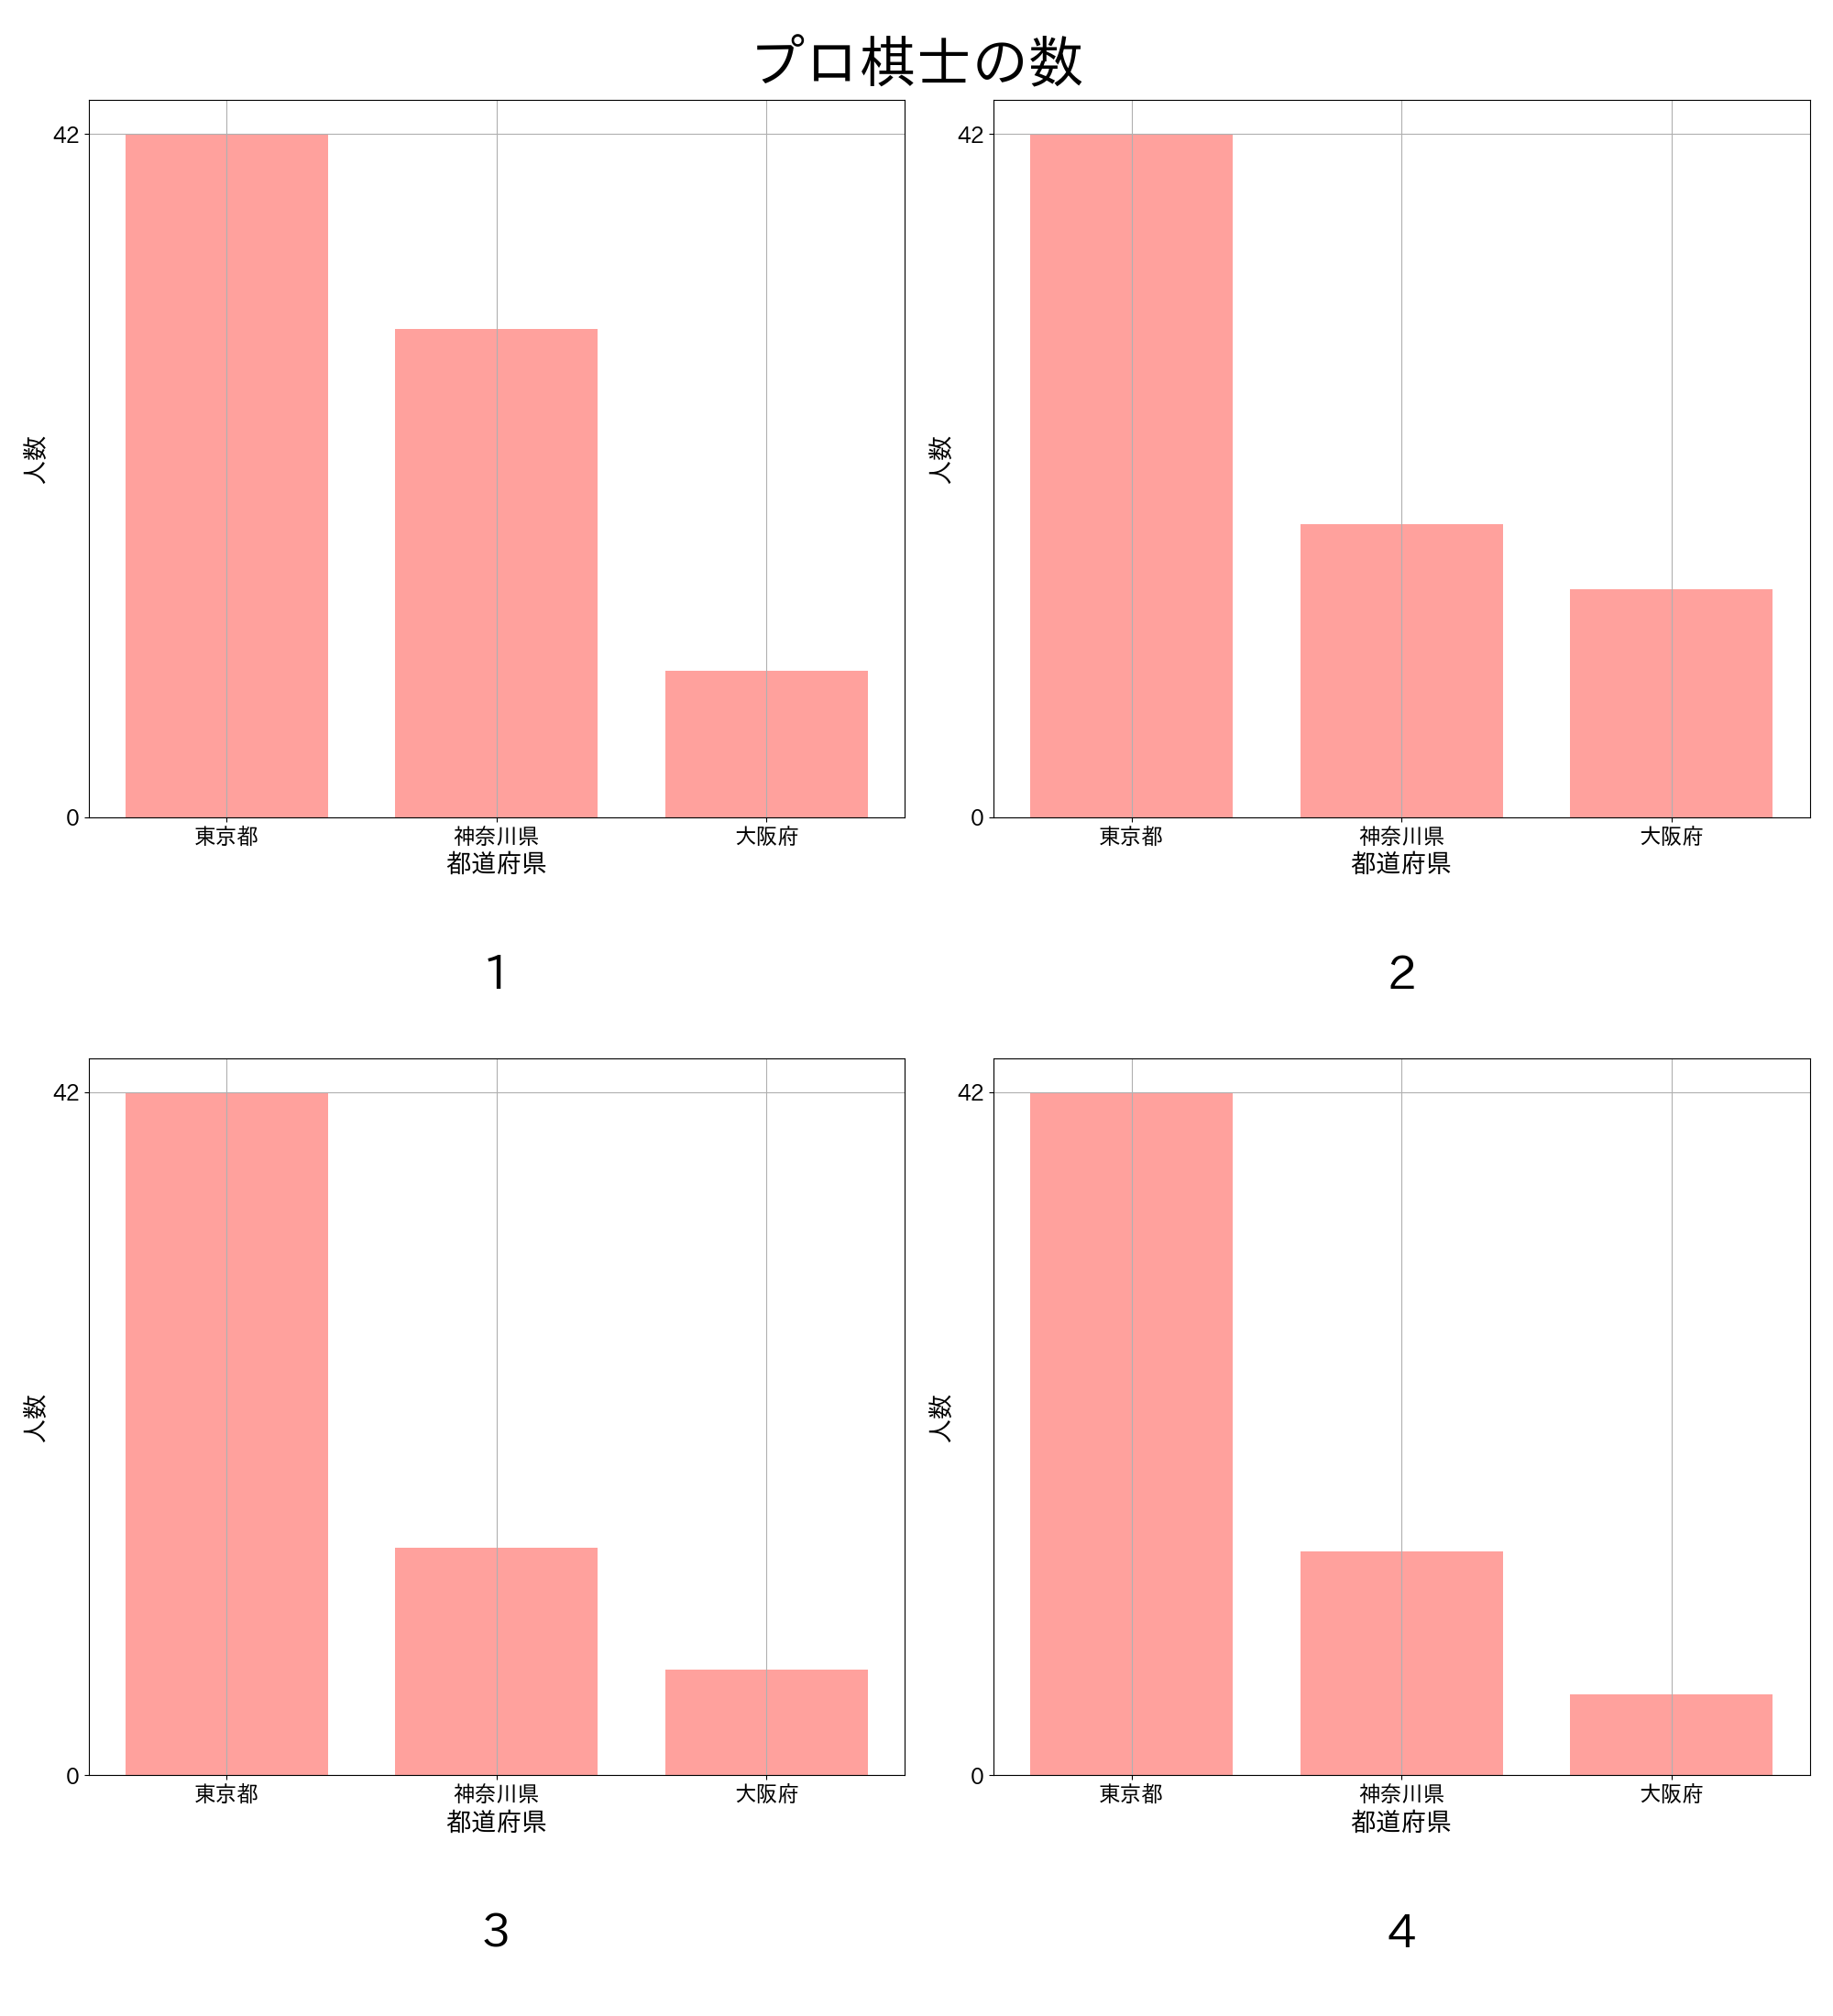 プロ棋士の数
42
0
人数
東京都 神奈川県 大阪府
都道府県
1
42
0
人数
東京都 神奈川県 大阪府
都道府県
2
42
0
人数
東京都 神奈川県 大阪府
都道府県
3
42
0
人数
東京都 神奈川県 大阪府
都道府県
4